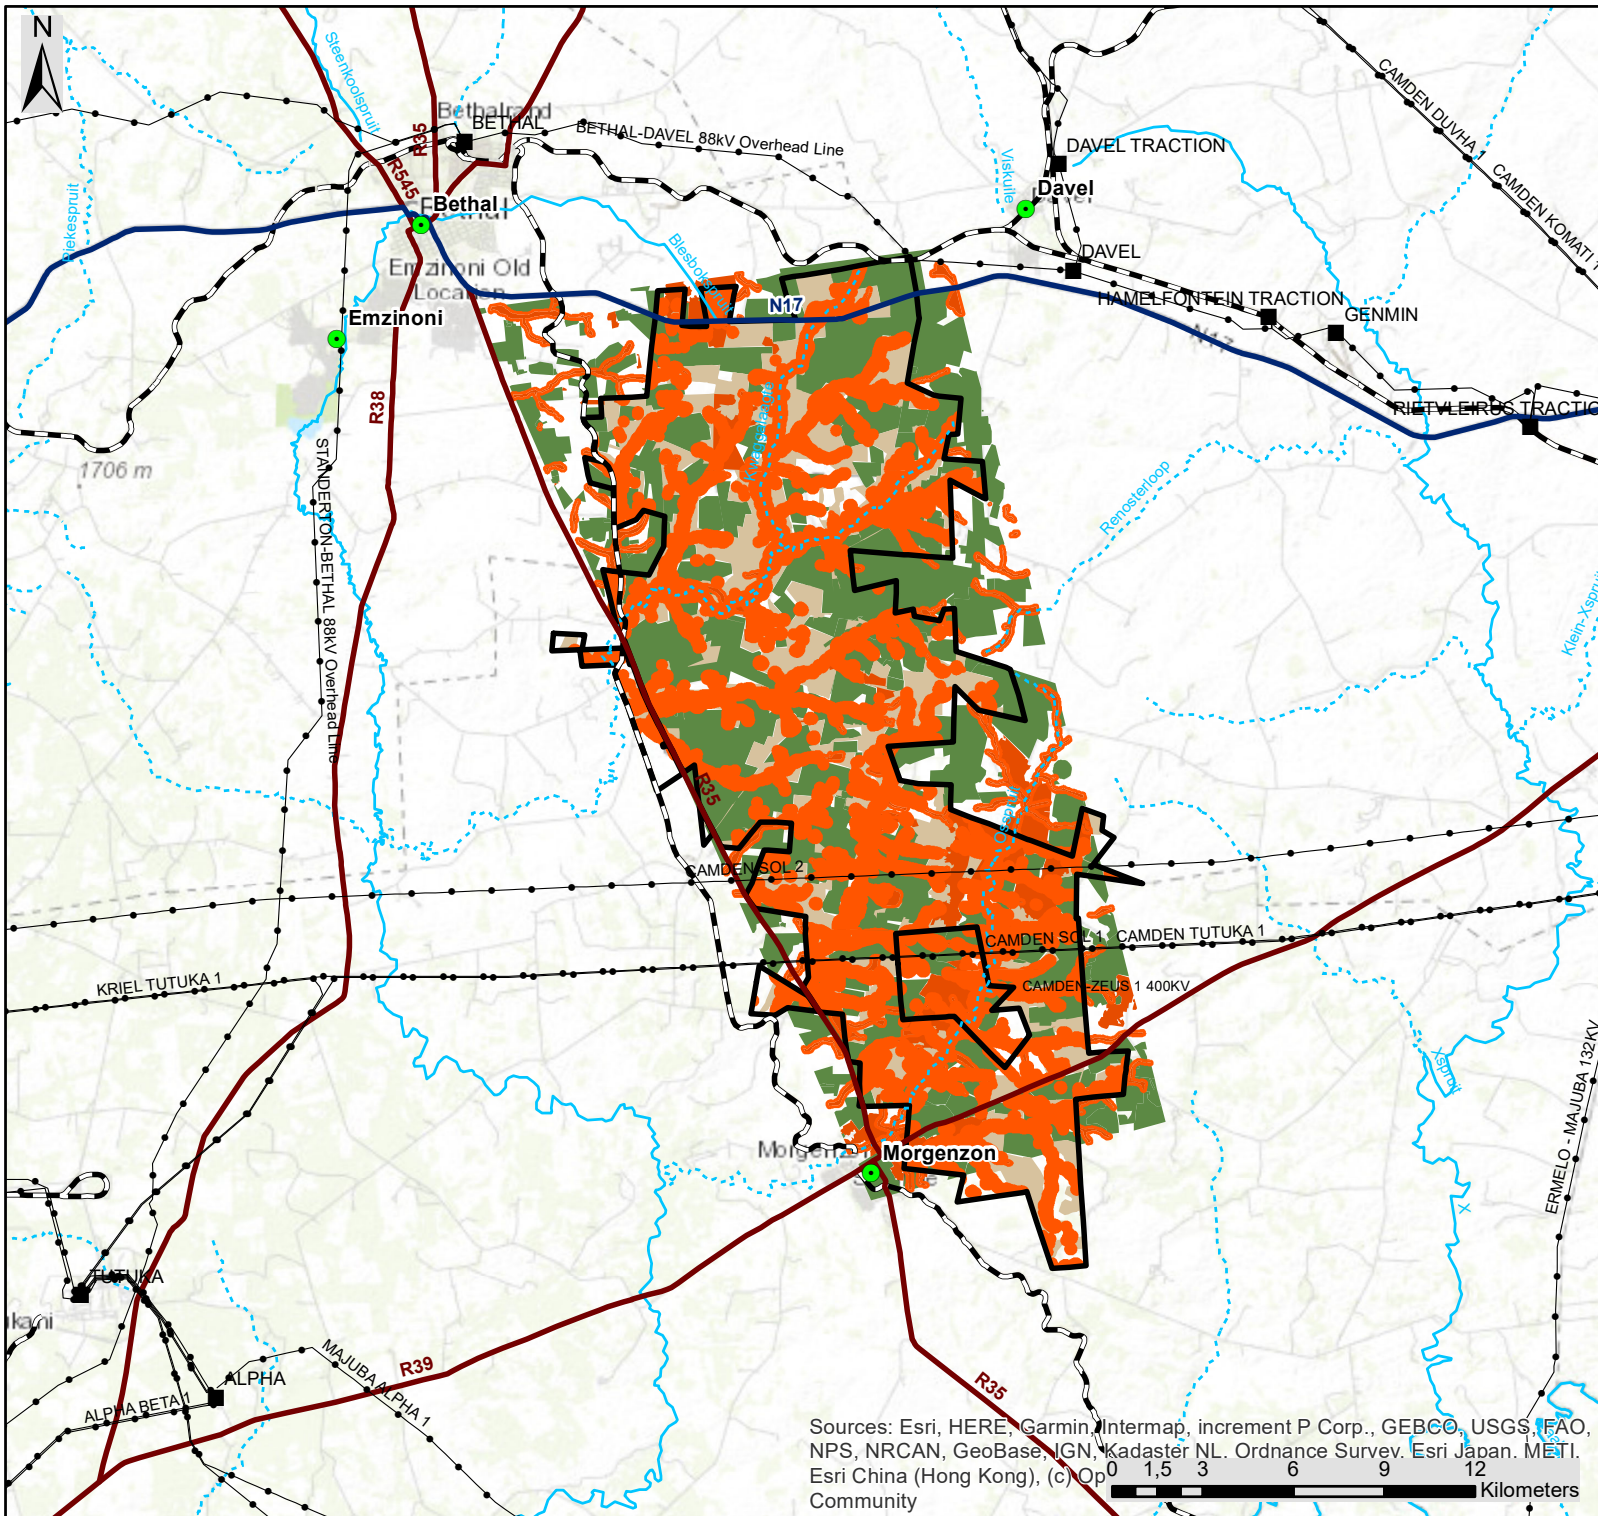 N
Steenkoolspruit
Bethalrand
BETHAL
R35
BETHAL-DAVEL 88kV Overhead Line
CAMDEN DUVHA 1
CAMDEN KOMATI 1
DAVEL TRACTION
Viskuile
Davel
R545
Bethal
DAVEL
Emzinoni Old
Location
Blesbokspruit
N17
HAMELFONTEIN TRACTION
GENMIN
Emzinoni
R38
RIETVLEIRUS TRACTIO
1706 m
STANDERTON-BETHAL 88kV Overhead Line
Renosterloop
Klein-Xspruit
R35
Osspruit
CAMDEN SOL 2
CAMDEN SOL 1
CAMDEN TUTUKA 1
KRIEL TUTUKA 1
CAMDEN-ZEUS 1 400KV
Xspruit
ERMELO - MAJUBA 132KV
Morgenzon
X
TUTUKA
ukani
ALPHA
MAJUBA ALPHA 1
ALPHA BETA 1
R39
R35
Sources: Esri, HERE, Garmin, Intermap, increment P Corp., GEBCO, USGS, FAO,
NPS, NRCAN, GeoBase, IGN, Kadaster NL, Ordnance Survey, Esri Japan, METI,
Esri China (Hong Kong), (c) Op
Community
0 1,5 3 6 9 12
Kilometers